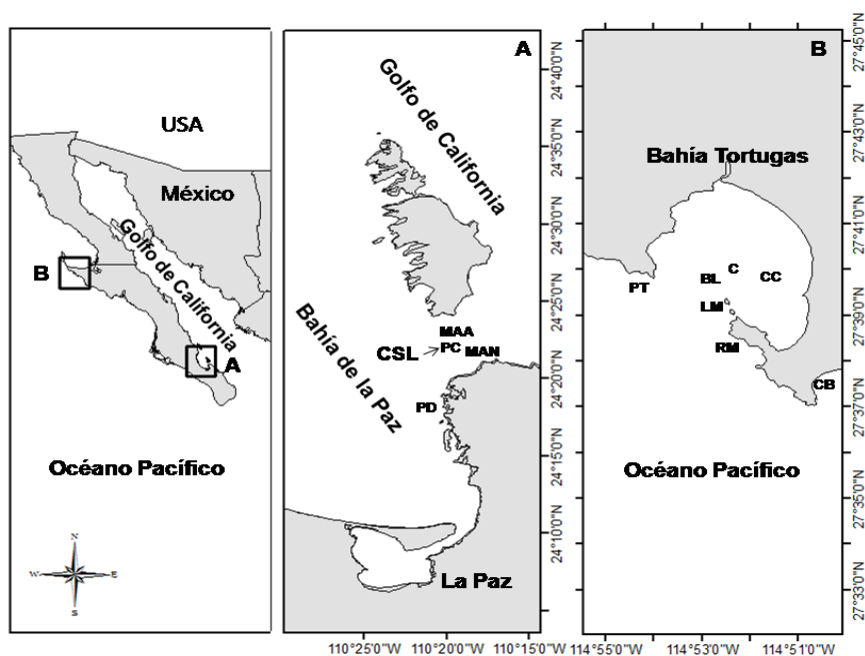 USA
México
Golfo de California
B
A
Océano Pacífico
N
W
E
S
A
Golfo de California
MAA
CSL
PC
MAN
Bahía de la Paz
PD
La Paz
24°40'0"N
24°35'0"N
24°30'0"N
24°25'0"N
24°20'0"N
24°15'0"N
24°10'0"N
110°25'0"W
110°20'0"W
110°15'0"W
B
Bahía Tortugas
C
BL
CC
PT
LM
RM
CB
Océano Pacífico
27°45'0"N
27°43'0"N
27°41'0"N
27°39'0"N
27°37'0"N
27°35'0"N
27°33'0"N
114°55'0"W
114°53'0"W
114°51'0"W